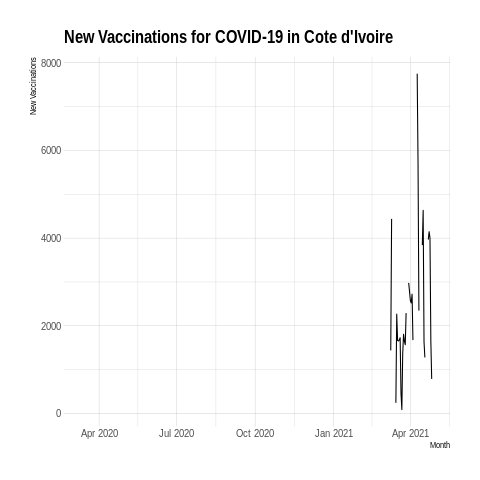 New Vaccinations for COVID-19 in Cote d'Ivoire
New Vaccinations
8000
6000
4000
2000
0
Apr 2020 Jul 2020 Oct 2020 Jan 2021 Apr 2021
Month